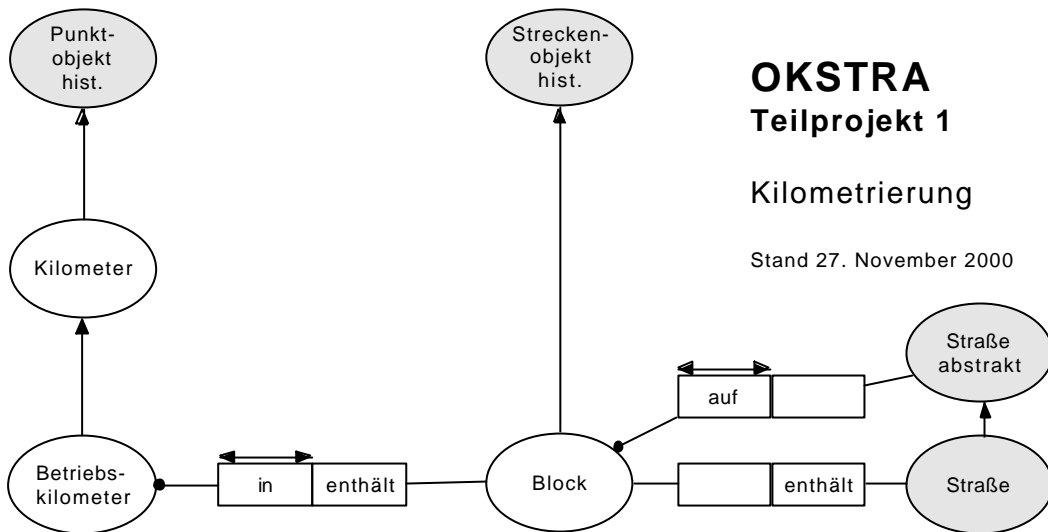 Punkt-
objekt
hist.
Strecken-
objekt
hist.
OKSTRA
Teilprojekt 1
Kilometrierung
Stand 27. November 2000
Kilometer
Straße
abstrakt
auf
Betriebs-
kilometer
in
enthält
Block
enthält
Straße